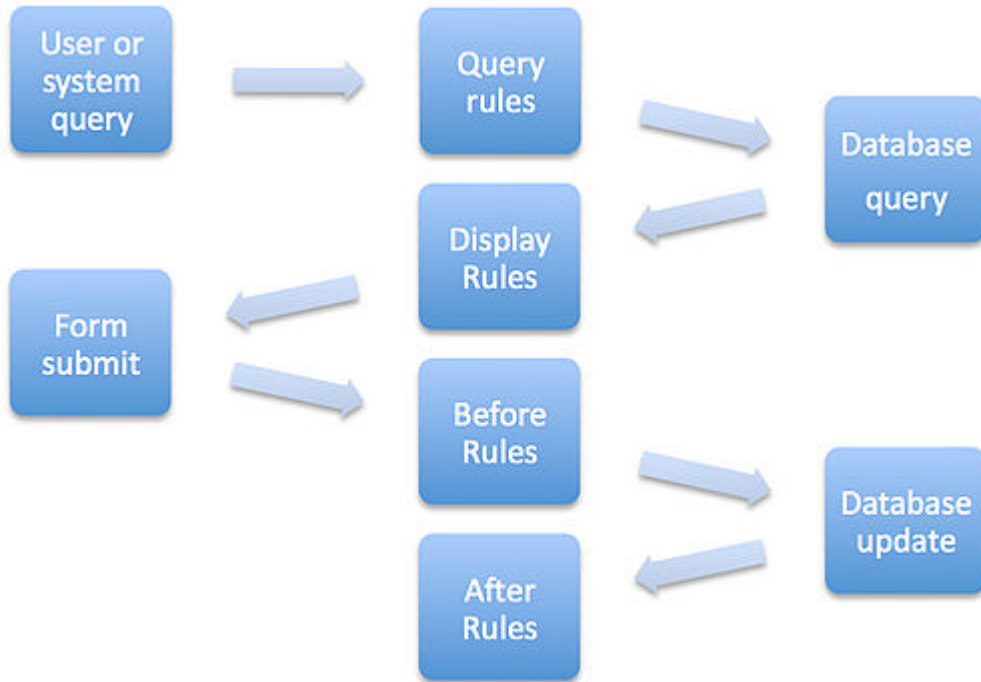 User or
system
query
Query
rules
Database
query
Display
Rules
Form
submit
Before
Rules
Database
update
After
Rules